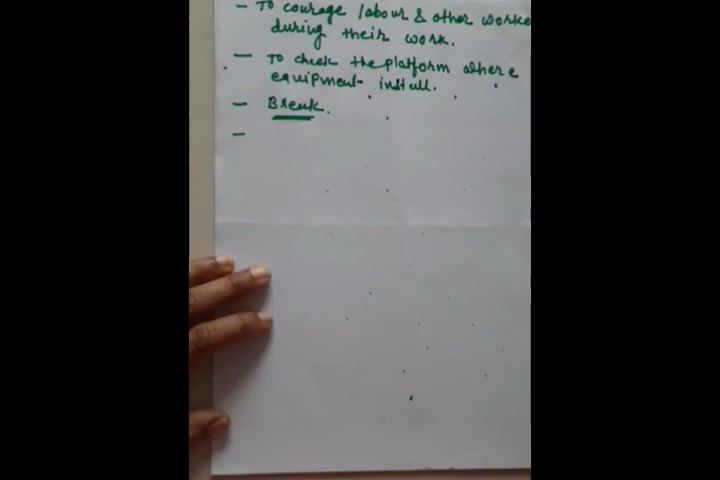 - To courage labour & other worke
during their work.
- To check the platform where
equipment install.
- Break.
-